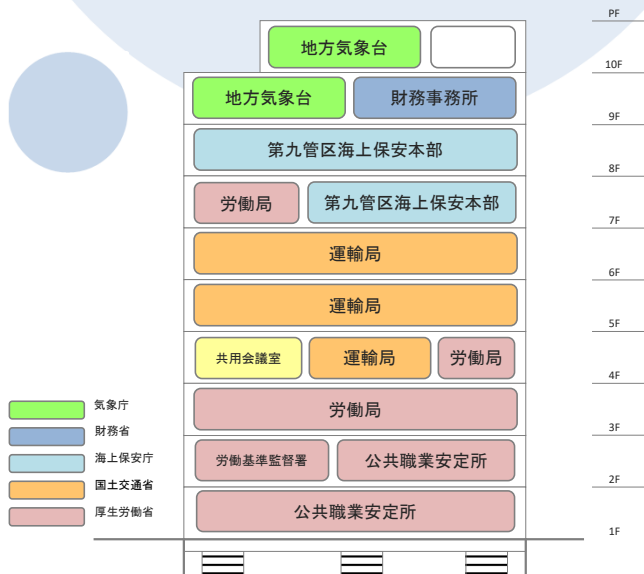 PF
地方気象台
10F
地方気象台 財務事務所
9F
第九管区海上保安本部
8F
労働局 第九管区海上保安本部
7F
運輸局
6F
運輸局
5F
共用会議室 運輸局 労働局
4F
労働局
3F
労働基準監督署 公共職業安定所
2F
公共職業安定所
1F
気象庁
財務省
海上保安庁
国土交通省
厚生労働省